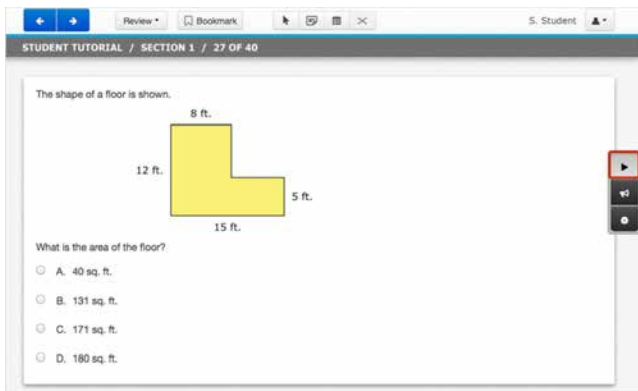 Review Bookmark S. Student
STUDENT TUTORIAL / SECTION 1 / 27 OF 40
The shape of a floor is shown.
8 ft.
12 ft.
5 ft.
15 ft.
What is the area of the floor?
A. 40 sq. ft.
B. 131 sq. ft.
C. 171 sq. ft.
D. 180 sq. ft.